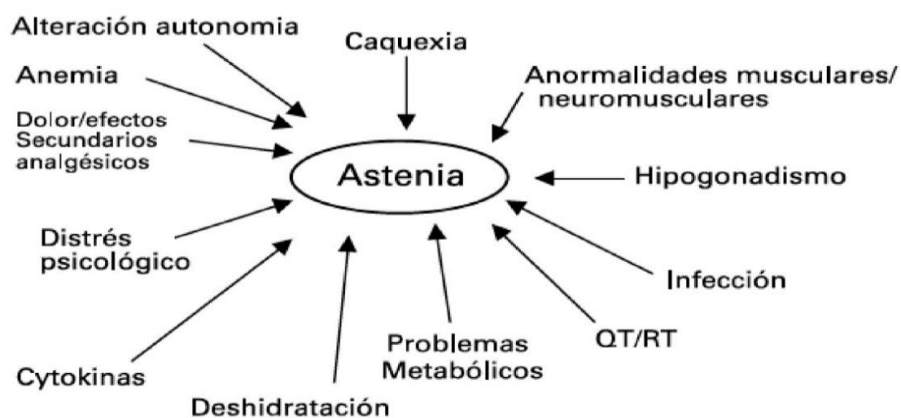 Alteración autonomia
Caquexia
Anemia
Anormalidades musculares/
neuromusculares
Dolor/efectos
Secundarios
analgésicos
Astenia
Hipogonadismo
Distrés
psicológico
Infección
Problemas
Metabólicos
QT/RT
Cytokinas
Deshidratación